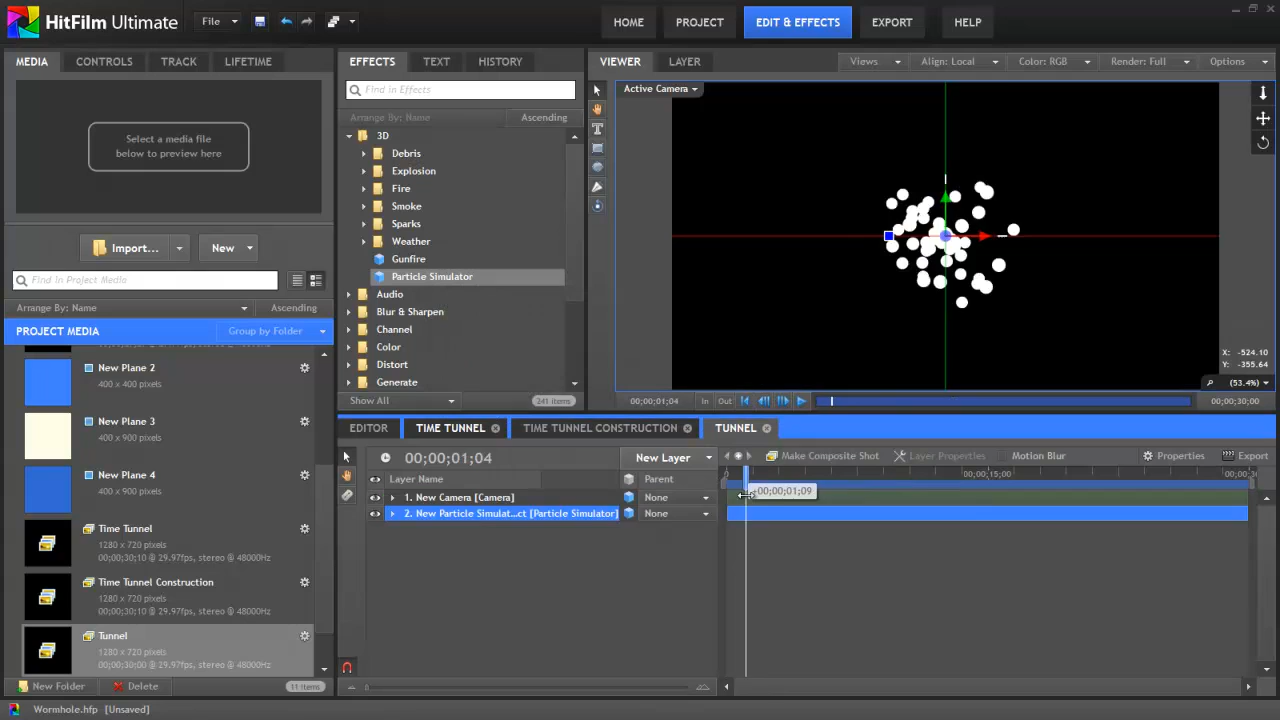 HitFilm Ultimate
File
HOME
PROJECT
EDIT & EFFECTS
EXPORT
HELP
MEDIA
CONTROLS
TRACK
LIFETIME
Select a media file
below to preview here
Import...
New
Find in Project Media
Arrange By: Name
Ascending
PROJECT MEDIA
Group by Folder
New Plane 2
400 x 400 pixels
New Plane 3
400 x 900 pixels
New Plane 4
400 x 900 pixels
Time Tunnel
1280 x 720 pixels
00;00;30;10 @ 29.97fps, stereo @ 48000Hz
Time Tunnel Construction
1280 x 720 pixels
00;00;30;10 @ 29.97fps, stereo @ 48000Hz
Tunnel
1280 x 720 pixels
00;00;30;00 @ 29.97fps, stereo @ 48000Hz
New Folder
Delete
11 items
Wormhole.hfp [Unsaved]
EFFECTS
TEXT
HISTORY
Find in Effects
Arrange By: Name
Ascending
3D
Debris
Explosion
Fire
Smoke
Sparks
Weather
Gunfire
Particle Simulator
Audio
Blur & Sharpen
Channel
Color
Distort
Generate
Show All
241 items
VIEWER
LAYER
Views
Align: Local
Color: RGB
Render: Full
Options
Active Camera
X: -524.10
Y: -355.64
(53.4%)
00;00;01;04
In
Out
00;00;30;00
EDITOR
TIME TUNNEL
TIME TUNNEL CONSTRUCTION
TUNNEL
00;00;01;04
New Layer
Make Composite Shot
Layer Properties
Motion Blur
Properties
Export
Layer Name
Parent
00;00;15;00
1. New Camera [Camera]
None
00;00;01;09
2. New Particle Simulat...ct [Particle Simulator]
None